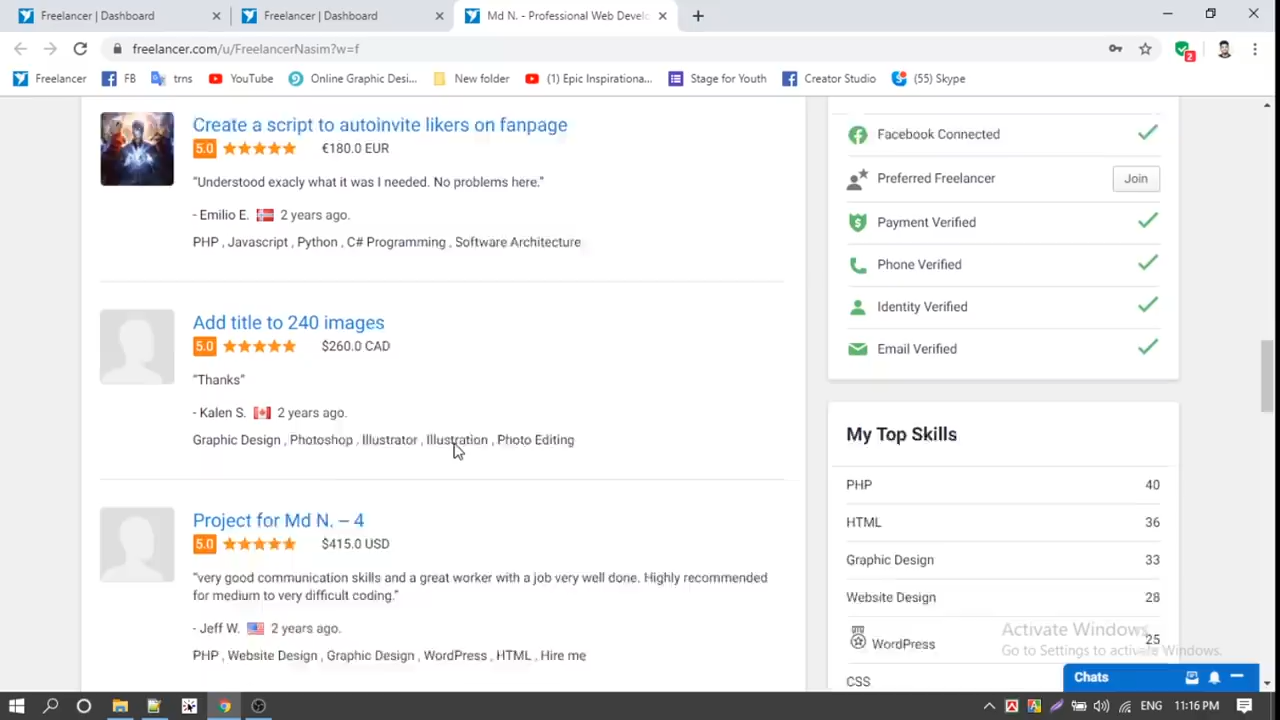 Freelancer | Dashboard
Freelancer | Dashboard
Md N. - Professional Web Develo
freelancer.com/u/FreelancerNasim?w=f
2
Freelancer
FB
trns
YouTube
Online Graphic Desi...
New folder
(1) Epic Inspirationa...
Stage for Youth
Creator Studio
(55) Skype
Create a script to autoinvite likers on fanpage
5.0 €180.0 EUR
"Understood exacly what it was I needed. No problems here."
- Emilio E. 2 years ago.
PHP , Javascript , Python , C# Programming , Software Architecture
Add title to 240 images
5.0 $260.0 CAD
"Thanks"
- Kalen S. 2 years ago.
Graphic Design , Photoshop , Illustrator , Illustration , Photo Editing
Project for Md N. – 4
5.0 $415.0 USD
"very good communication skills and a great worker with a job very well done. Highly recommended
for medium to very difficult coding."
- Jeff W. 2 years ago.
PHP , Website Design , Graphic Design , WordPress , HTML , Hire me
Facebook Connected
Preferred Freelancer Join
Payment Verified
Phone Verified
Identity Verified
Email Verified
My Top Skills
PHP 40
HTML 36
Graphic Design 33
Website Design 28
WordPress 25
CSS
Activate Windows
Go to Settings to activate Windows.
Chats
ENG 11:16 PM